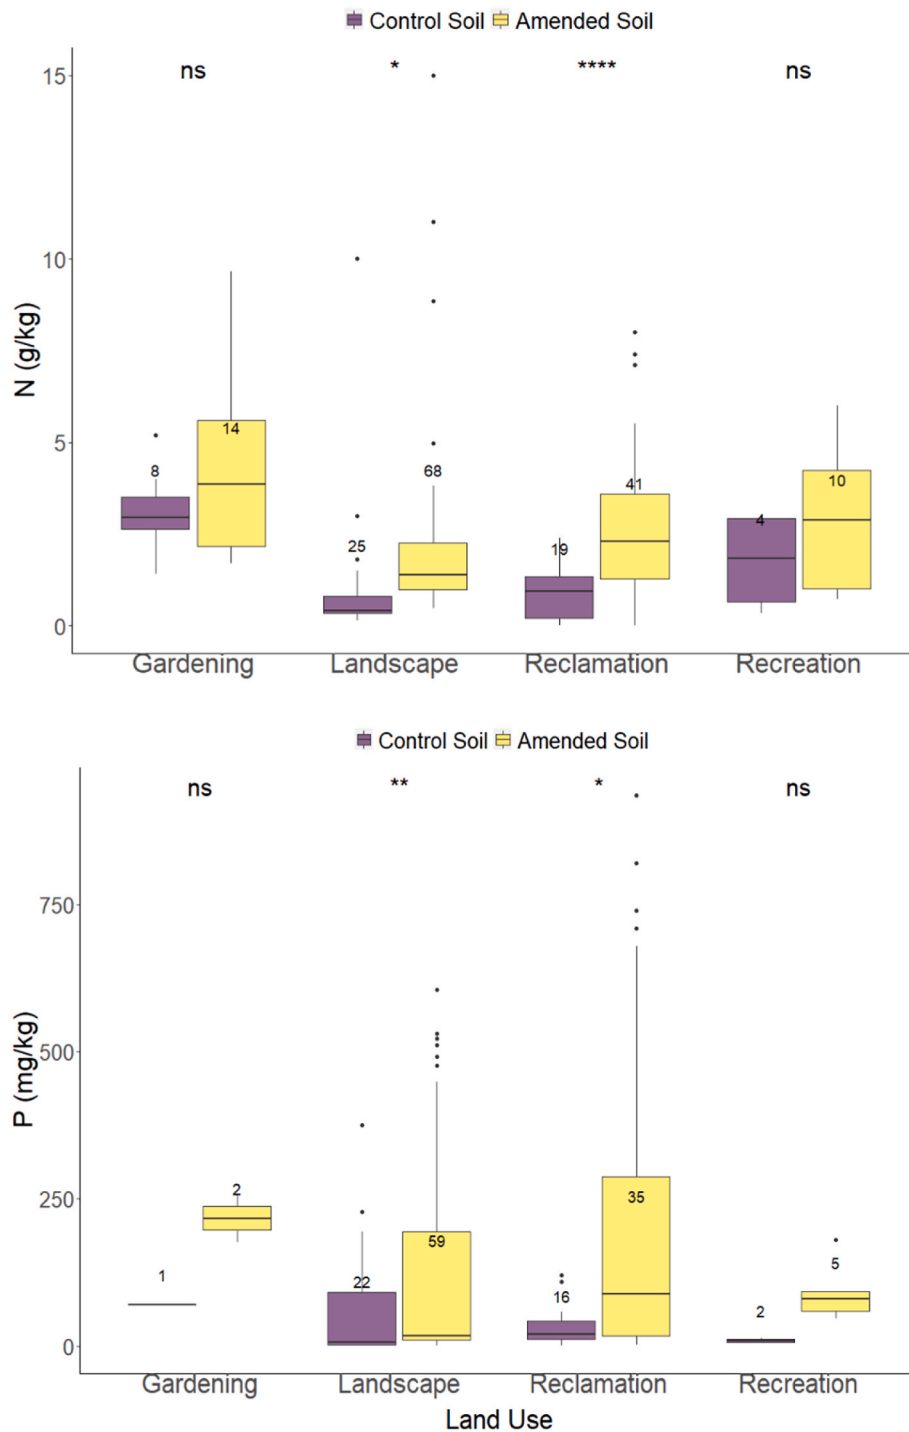 Control Soil Amended Soil
ns * **** ns
15
10
5
0
N (g/kg)
8 14 25 68 19 41 4 10
Gardening Landscape Reclamation Recreation
Control Soil Amended Soil
ns ** * ns
750
500
250
0
P (mg/kg)
1 2 22 59 16 35 2 5
Gardening Landscape Reclamation Recreation
Land Use